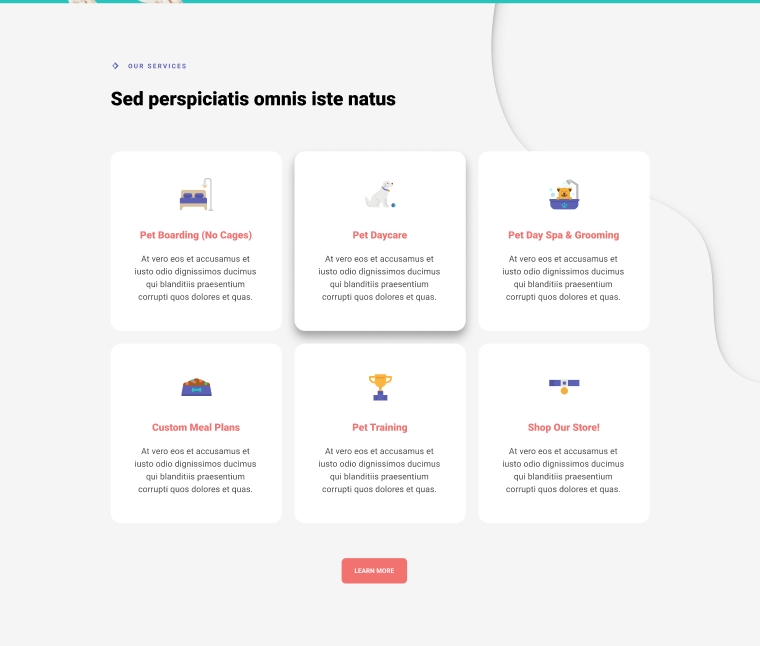 OUR SERVICES
Sed perspiciatis omnis iste natus
Pet Boarding (No Cages)
At vero eos et accusamus et
iusto odio dignissimos ducimus
qui blanditiis praesentium
corrupti quos dolores et quas.
Pet Daycare
At vero eos et accusamus et
iusto odio dignissimos ducimus
qui blanditiis praesentium
corrupti quos dolores et quas.
Pet Day Spa & Grooming
At vero eos et accusamus et
iusto odio dignissimos ducimus
qui blanditiis praesentium
corrupti quos dolores et quas.
Custom Meal Plans
At vero eos et accusamus et
iusto odio dignissimos ducimus
qui blanditiis praesentium
corrupti quos dolores et quas.
Pet Training
At vero eos et accusamus et
iusto odio dignissimos ducimus
qui blanditiis praesentium
corrupti quos dolores et quas.
Shop Our Store!
At vero eos et accusamus et
iusto odio dignissimos ducimus
qui blanditiis praesentium
corrupti quos dolores et quas.
LEARN MORE